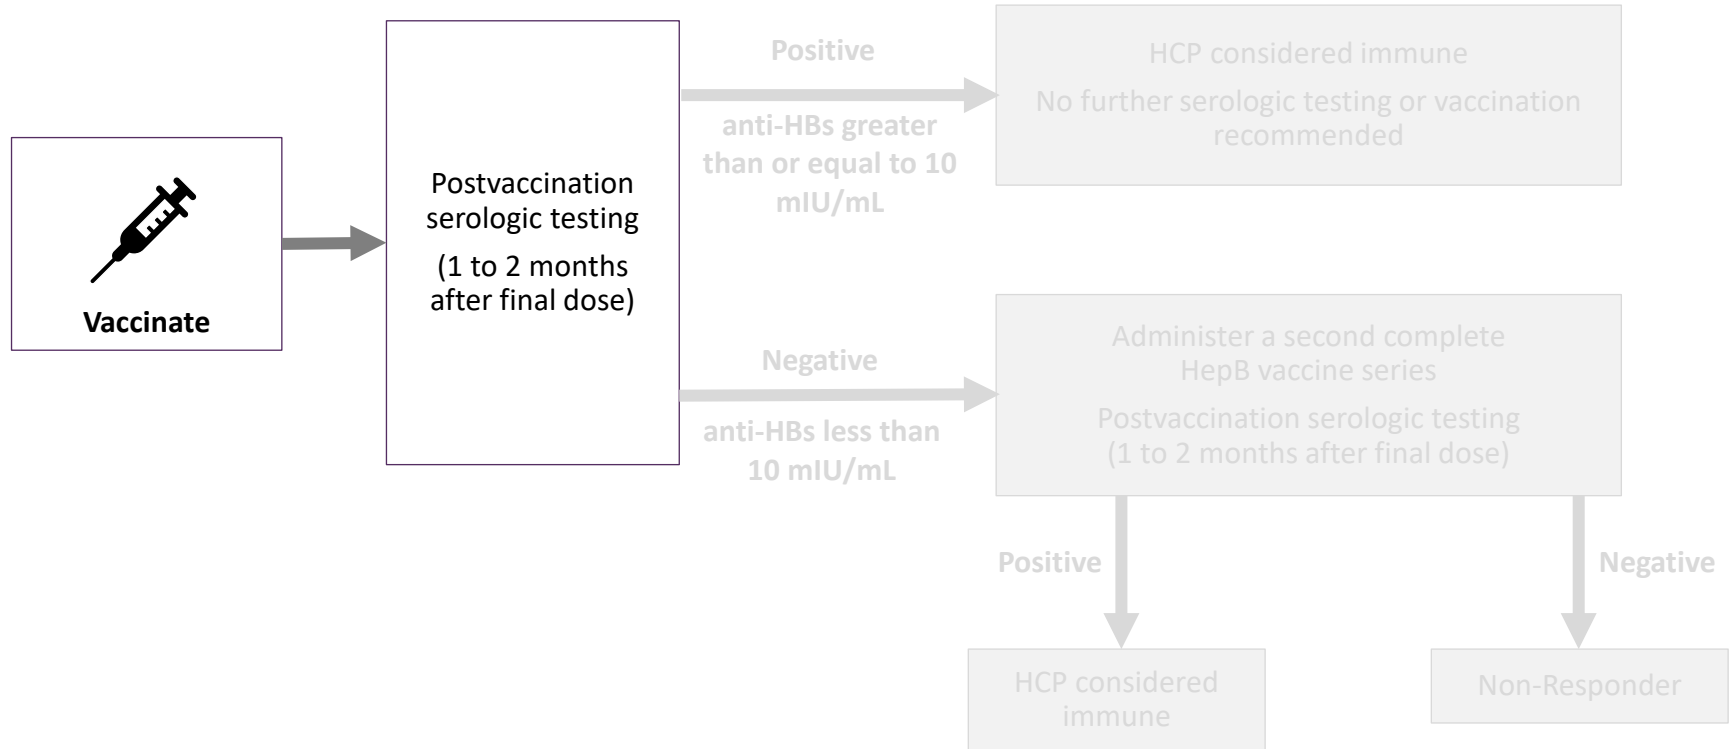 Vaccinate
Postvaccination
serologic testing
(1 to 2 months
after final dose)
Positive
anti-HBs greater
than or equal to 10
mIU/mL
HCP considered immune
No further serologic testing or vaccination
recommended
Negative
anti-HBs less than
10 mIU/mL
Administer a second complete
HepB vaccine series
Postvaccination serologic testing
(1 to 2 months after final dose)
Positive
Negative
HCP considered
immune
Non-Responder